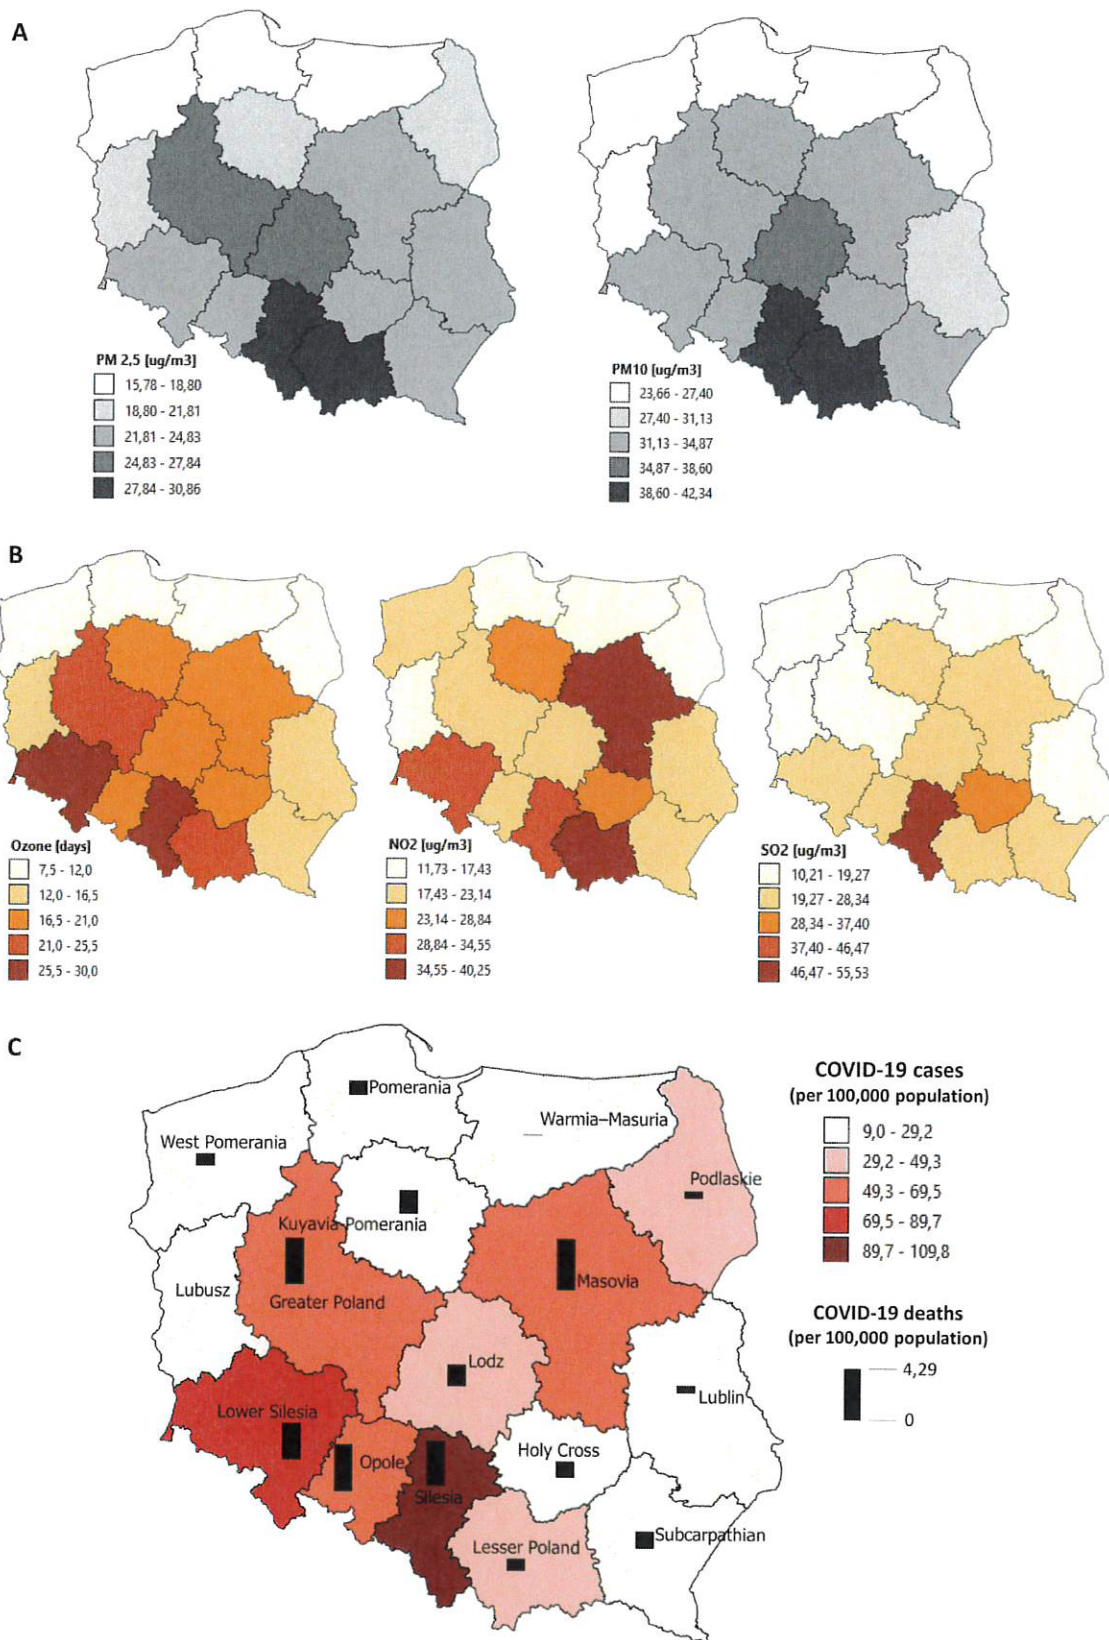 A
PM 2,5 [ug/m3]
15,78 - 18,80
18,80 - 21,81
21,81 - 24,83
24,83 - 27,84
27,84 - 30,86
PM10 [ug/m3]
23,66 - 27,40
27,40 - 31,13
31,13 - 34,87
34,87 - 38,60
38,60 - 42,34
B
Ozone [days]
7,5 - 12,0
12,0 - 16,5
16,5 - 21,0
21,0 - 25,5
25,5 - 30,0
NO2 [ug/m3]
11,73 - 17,43
17,43 - 23,14
23,14 - 28,84
28,84 - 34,55
34,55 - 40,25
SO2 [ug/m3]
10,21 - 19,27
19,27 - 28,34
28,34 - 37,40
37,40 - 46,47
46,47 - 55,53
C
Pomerania
West Pomerania
Warmia–Masuria
Podlaskie
Kuyavia-Pomerania
Lubusz
Greater Poland
Masovia
Lodz
Lublin
Lower Silesia
Opole
Silesia
Holy Cross
Lesser Poland
Subcarpathian
COVID-19 cases
(per 100,000 population)
9,0 - 29,2
29,2 - 49,3
49,3 - 69,5
69,5 - 89,7
89,7 - 109,8
COVID-19 deaths
(per 100,000 population)
4,29
0